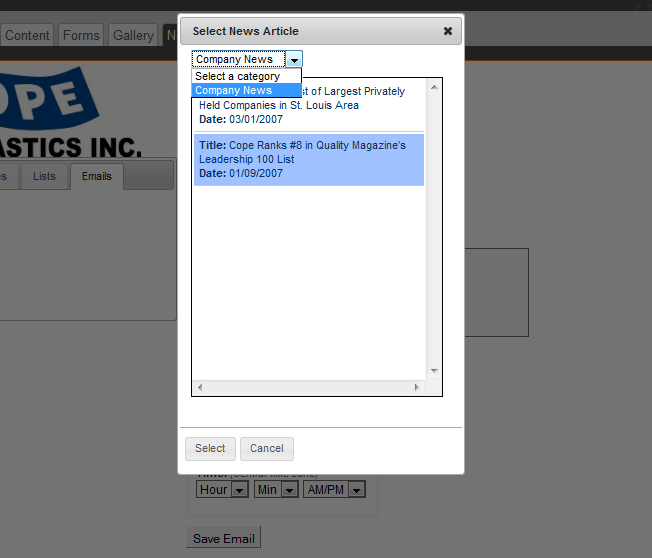 Select News Article
Content Forms Gallery N
Company News
Select a category
Company News
st of Largest Privately
Held Companies in St. Louis Area
Date: 03/01/2007
OPE
ASTICS INC.
Title: Cope Ranks #8 in Quality Magazine's
Leadership 100 List
Date: 01/09/2007
s Lists Emails
Select Cancel
Hour Min AM/PM
Save Email